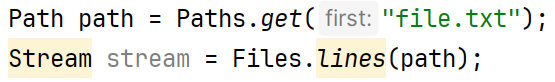 Path path = Paths.get( first: "file.txt");
Stream stream = Files.lines(path);